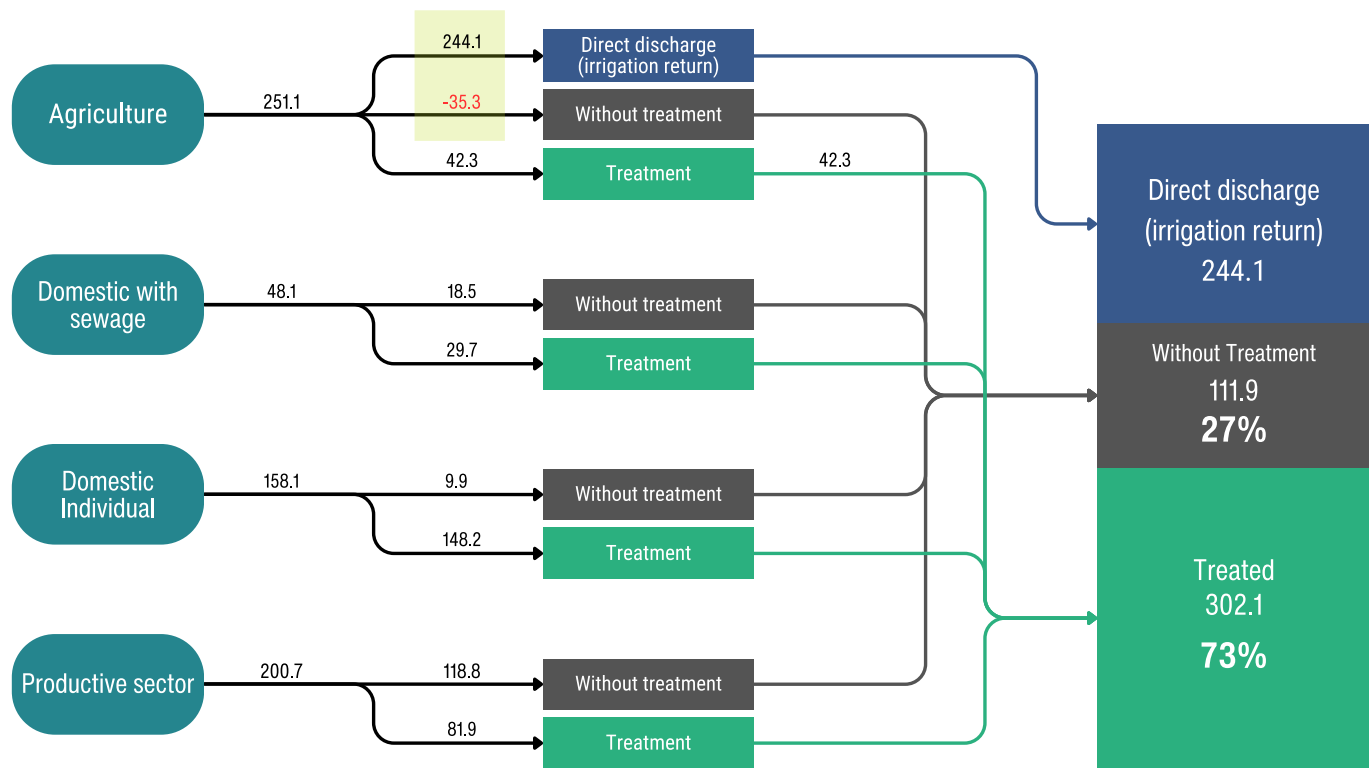 Agriculture
251.1
244.1
-35.3
42.3
Direct discharge
(irrigation return)
Without treatment
Treatment
42.3
Domestic with
sewage
48.1
18.5
29.7
Without treatment
Treatment
Domestic
Individual
158.1
9.9
148.2
Without treatment
Treatment
Productive sector
200.7
118.8
81.9
Without treatment
Treatment
Direct discharge
(irrigation return)
244.1
Without Treatment
111.9
27%
Treated
302.1
73%